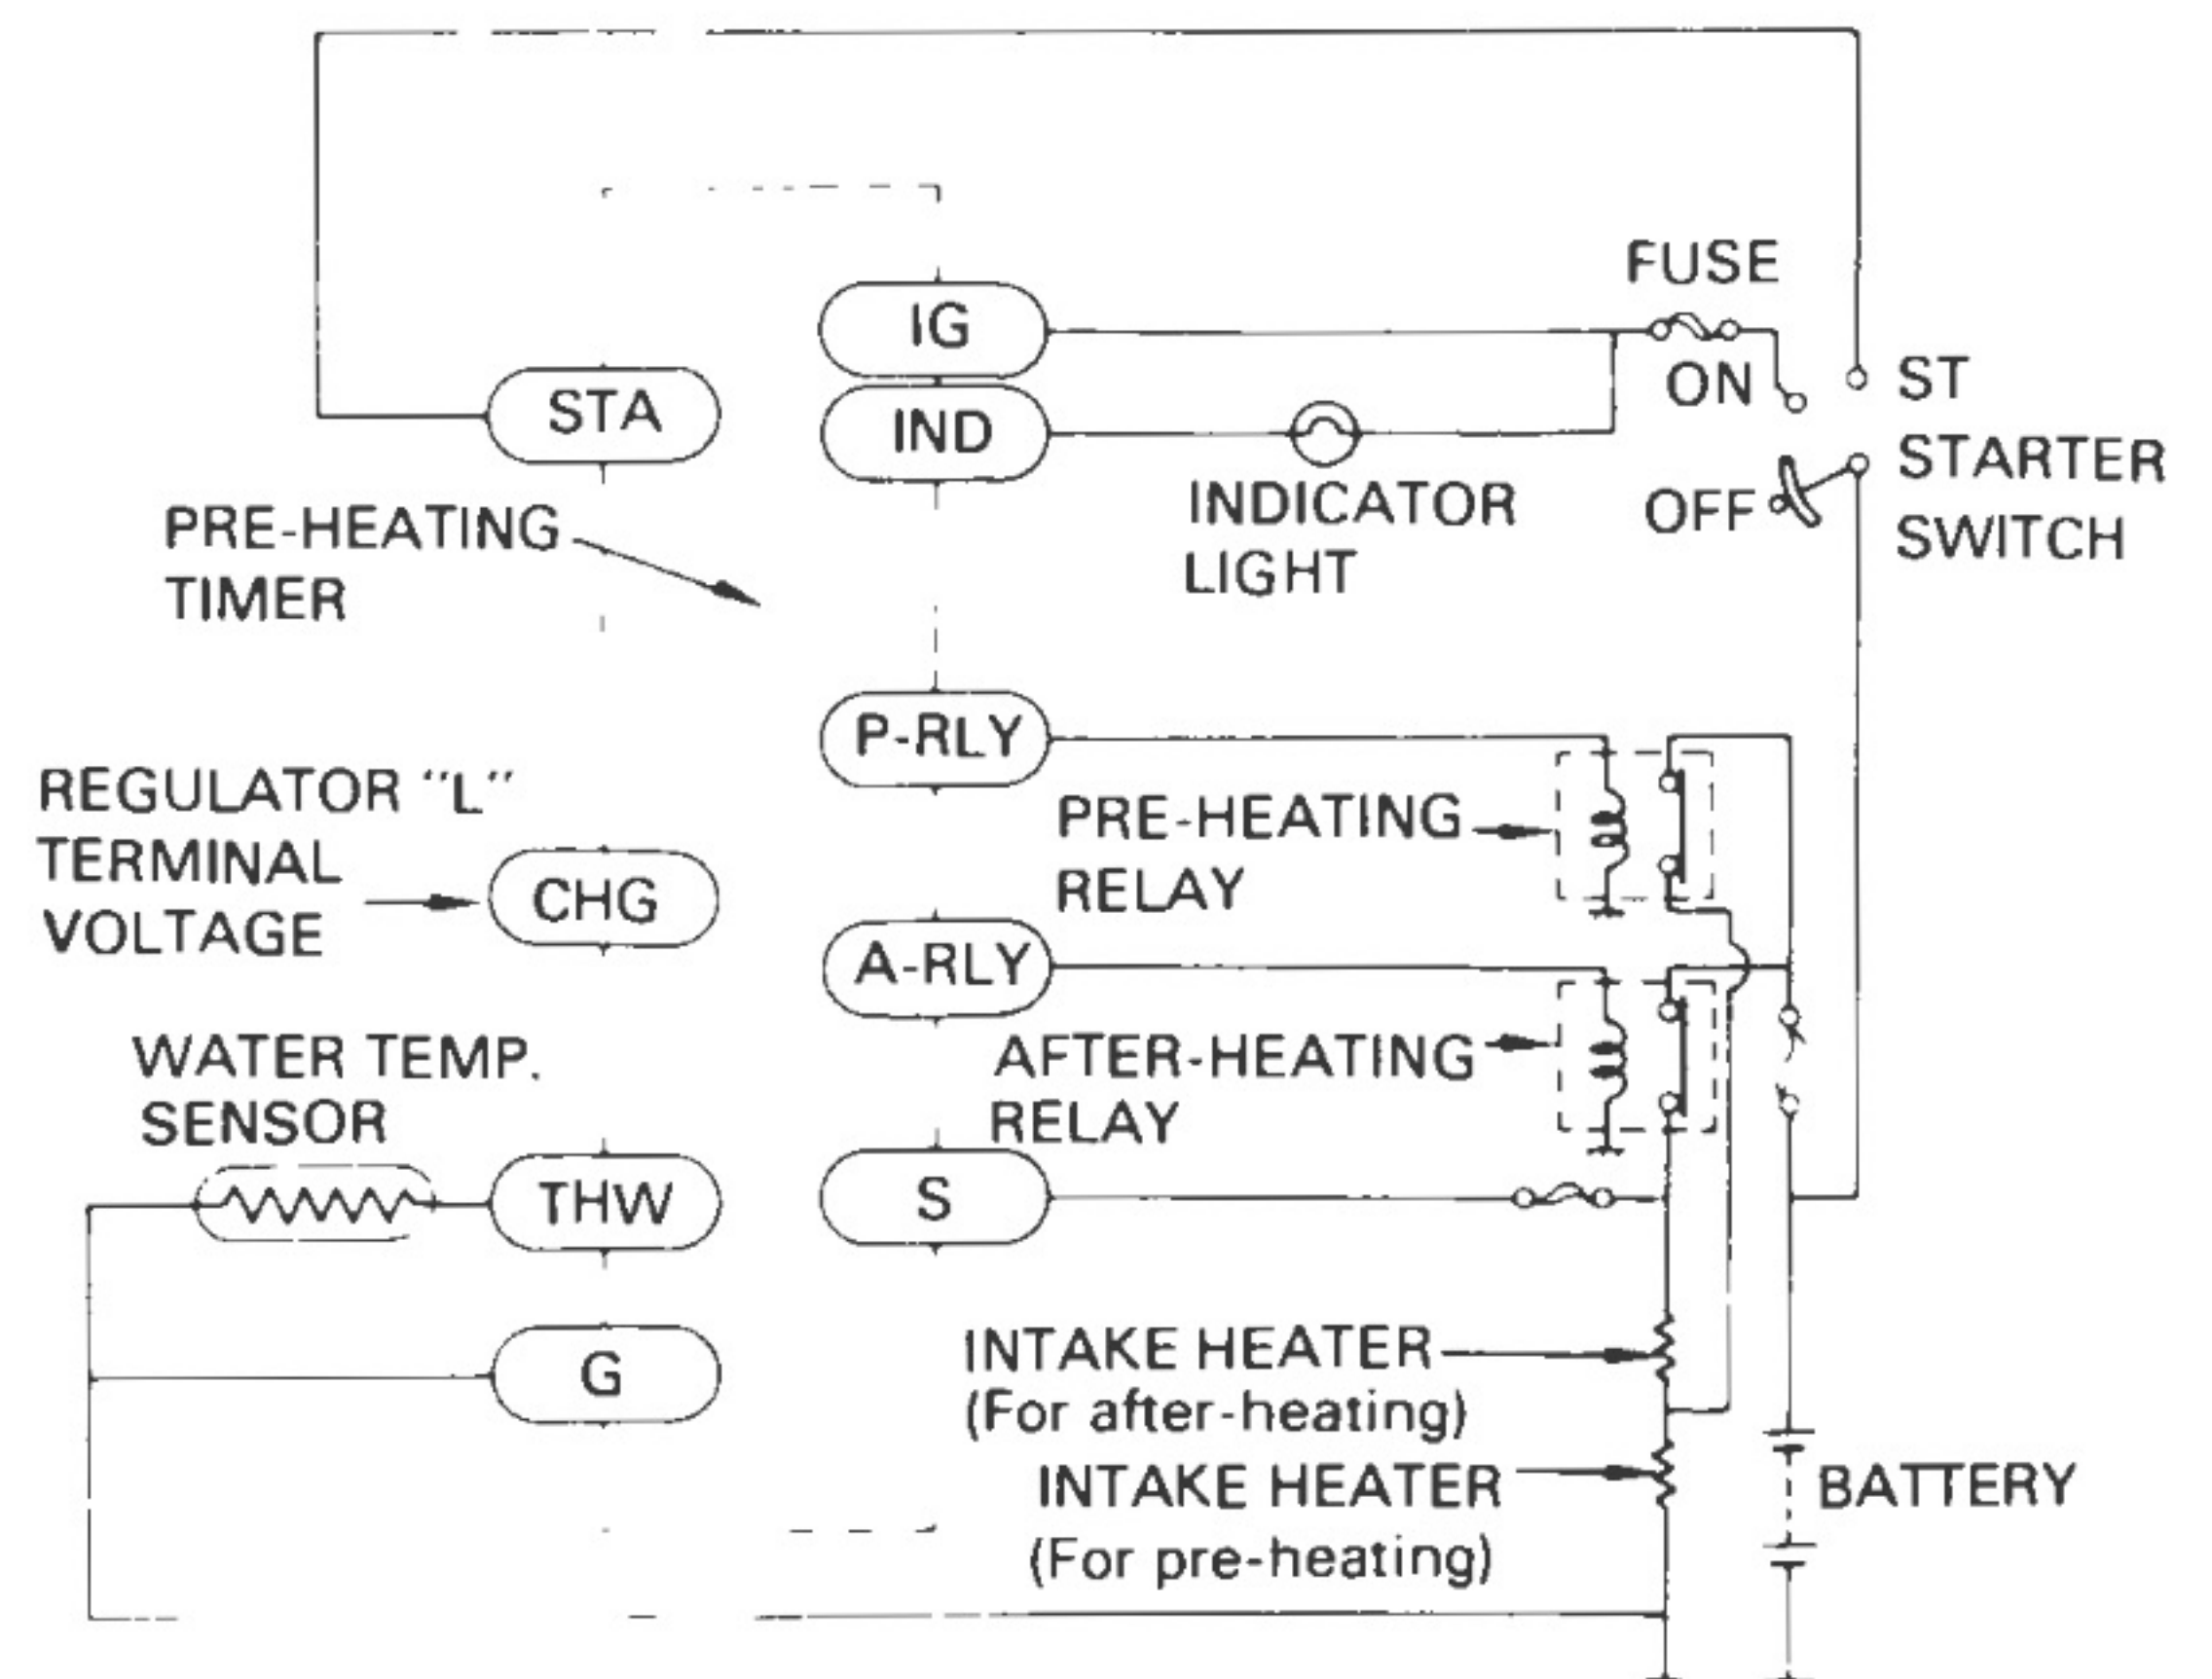 FUSE
IG
ON
ST
STA
IND
STARTER
SWITCH
OFF
INDICATOR
LIGHT
PRE-HEATING
TIMER
P-RLY
REGULATOR "L"
TERMINAL
VOLTAGE
PRE-HEATING
RELAY
CHG
A-RLY
WATER TEMP.
SENSOR
AFTER-HEATING
RELAY
THW
S
INTAKE HEATER
(For after-heating)
G
INTAKE HEATER
(For pre-heating)
BATTERY